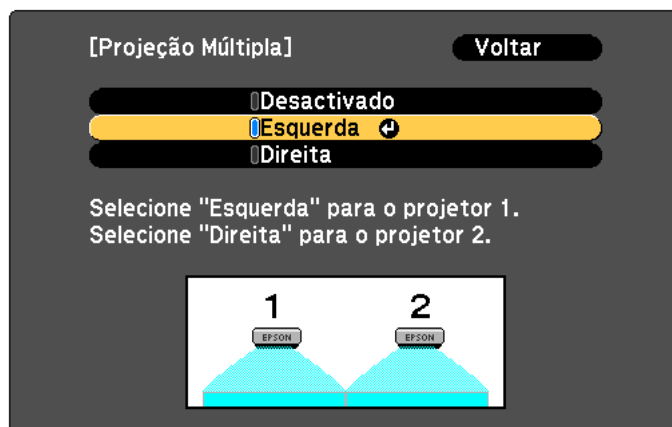 [Projeção Múltipla] Voltar
Desactivado
Esquerda
Direita
Selecione "Esquerda" para o projetor 1.
Selecione "Direita" para o projetor 2.
1 2
EPSON EPSON